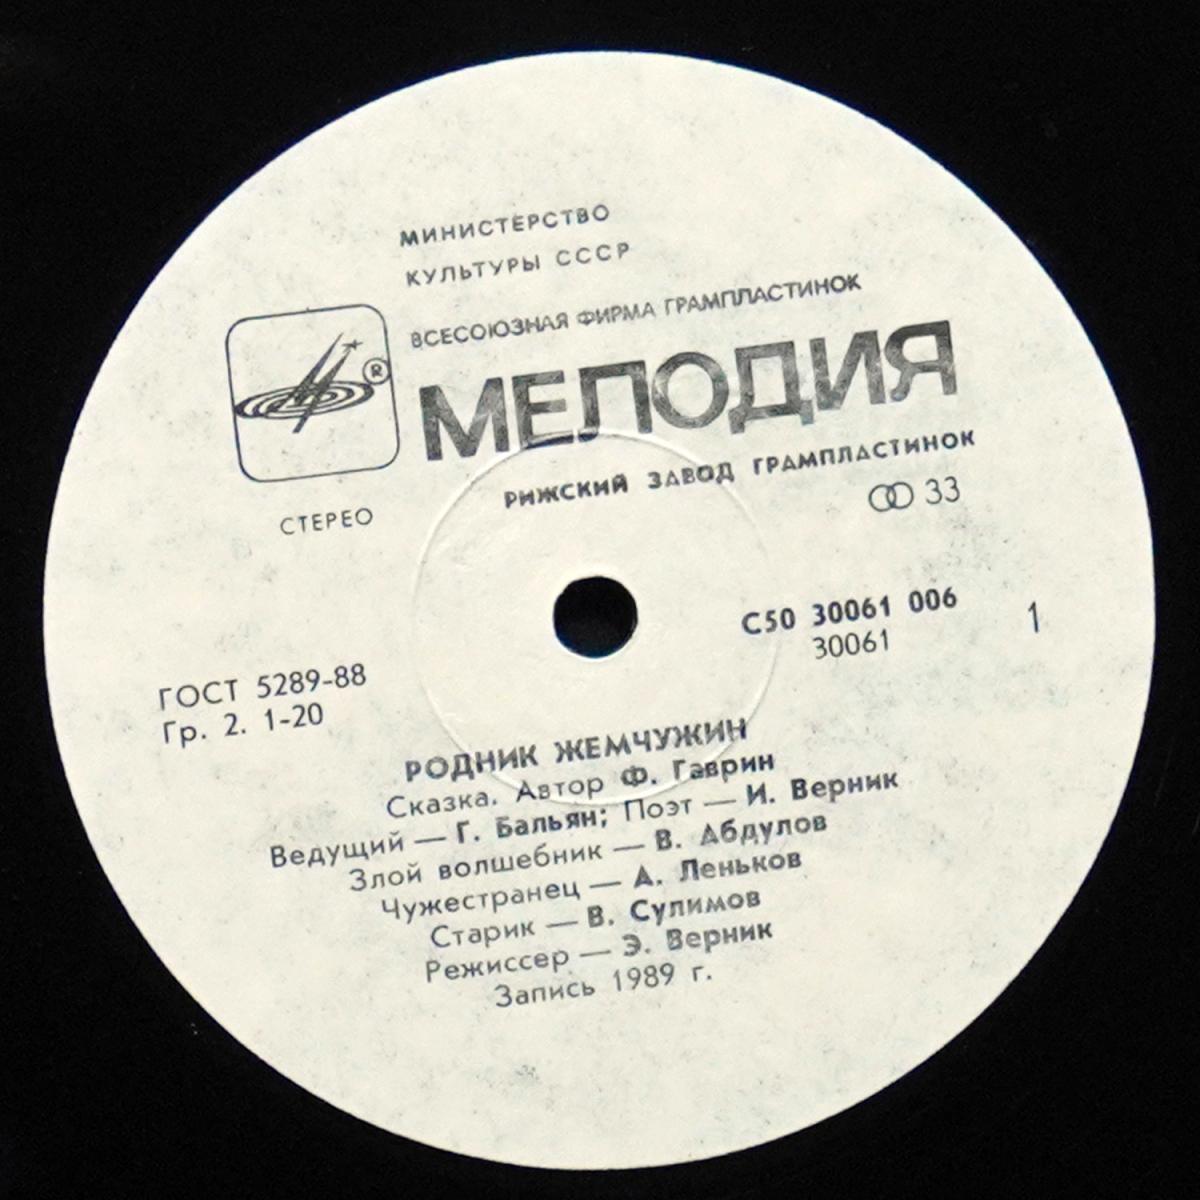 МИНИСТЕРСТВО
КУЛЬТУРЫ СССР
ВСЕСОЮЗНАЯ ФИРМА ГРАМПЛАСТИНОК
МЕЛОДИЯ
®
РИЖСКИЙ ЗАВОД ГРАМПЛАСТИНОК
СТЕРЕО
33
С50 30061 006
30061
1
ГОСТ 5289-88
Гр. 2. 1-20
РОДНИК ЖЕМЧУЖИН
Сказка. Автор Ф. Гаврин
Ведущий — Г. Бальян; Поэт — И. Верник
Злой волшебник — В. Абдулов
Чужестранец — А. Леньков
Старик — В. Сулимов
Режиссер — Э. Верник
Запись 1989 г.